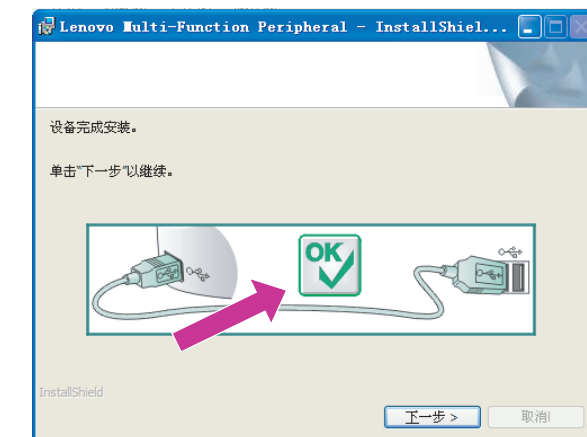 Lenovo Multi-Function Peripheral - InstallShiel...
设备完成安装。
单击“下一步”以继续。
OK
InstallShield
下一步 >
取消